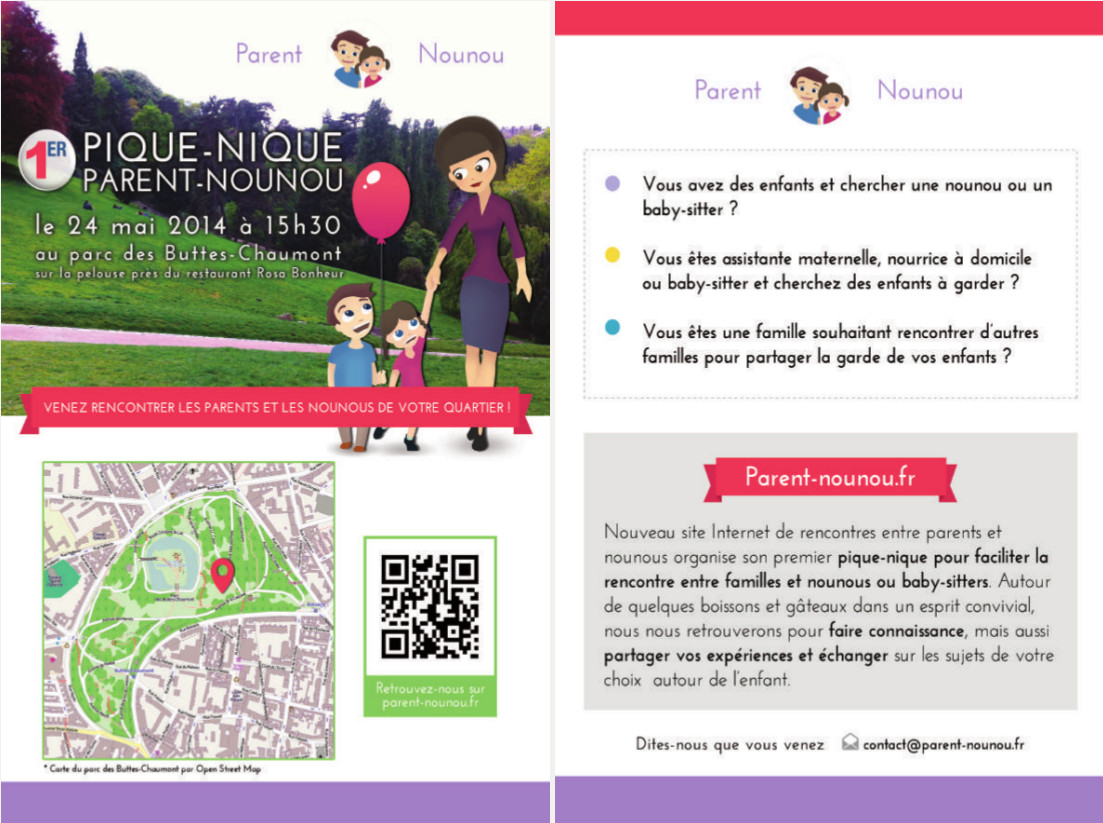 Parent Nounou
1ER PIQUE-NIQUE
PARENT-NOUNOU
le 24 mai 2014 à 15h30
au parc des Buttes-Chaumont
sur la pelouse près du restaurant Rosa Bonheur
VENEZ RENCONTRER LES PARENTS ET LES NOUNOUS DE VOTRE QUARTIER !
Retrouvez-nous sur
parent-nounou.fr
* Carte du parc des Buttes-Chaumont par Open Street Map
Parent Nounou
Vous avez des enfants et chercher une nounou ou un
baby-sitter ?
Vous êtes assistante maternelle, nourrice à domicile
ou baby-sitter et cherchez des enfants à garder ?
Vous êtes une famille souhaitant rencontrer d'autres
familles pour partager la garde de vos enfants ?
Parent-nounou.fr
Nouveau site Internet de rencontres entre parents et
nounous organise son premier pique-nique pour faciliter la
rencontre entre familles et nounous ou baby-sitters. Autour
de quelques boissons et gâteaux dans un esprit convivial,
nous nous retrouverons pour faire connaissance, mais aussi
partager vos expériences et échanger sur les sujets de votre
choix autour de l'enfant.
Dites-nous que vous venez contact@parent-nounou.fr